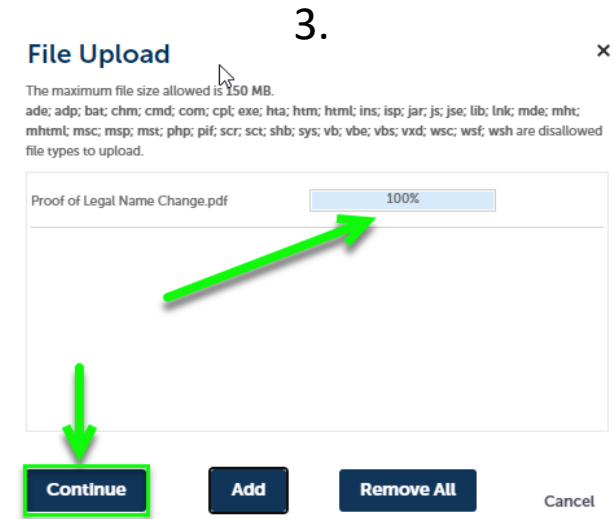 3.
File Upload
×
The maximum file size allowed is 150 MB.
ade; adp; bat; chm; cmd; com; cpl; exe; hta; htm; html; ins; isp; jar; js; jse; lib; lnk; mde; mht;
mhtml; msc; msp; mst; php; pif; scr; sct; shb; sys; vb; vbe; vbs; vxd; wsc; wsf; wsh are disallowed
file types to upload.
Proof of Legal Name Change.pdf 100%
Continue Add Remove All Cancel